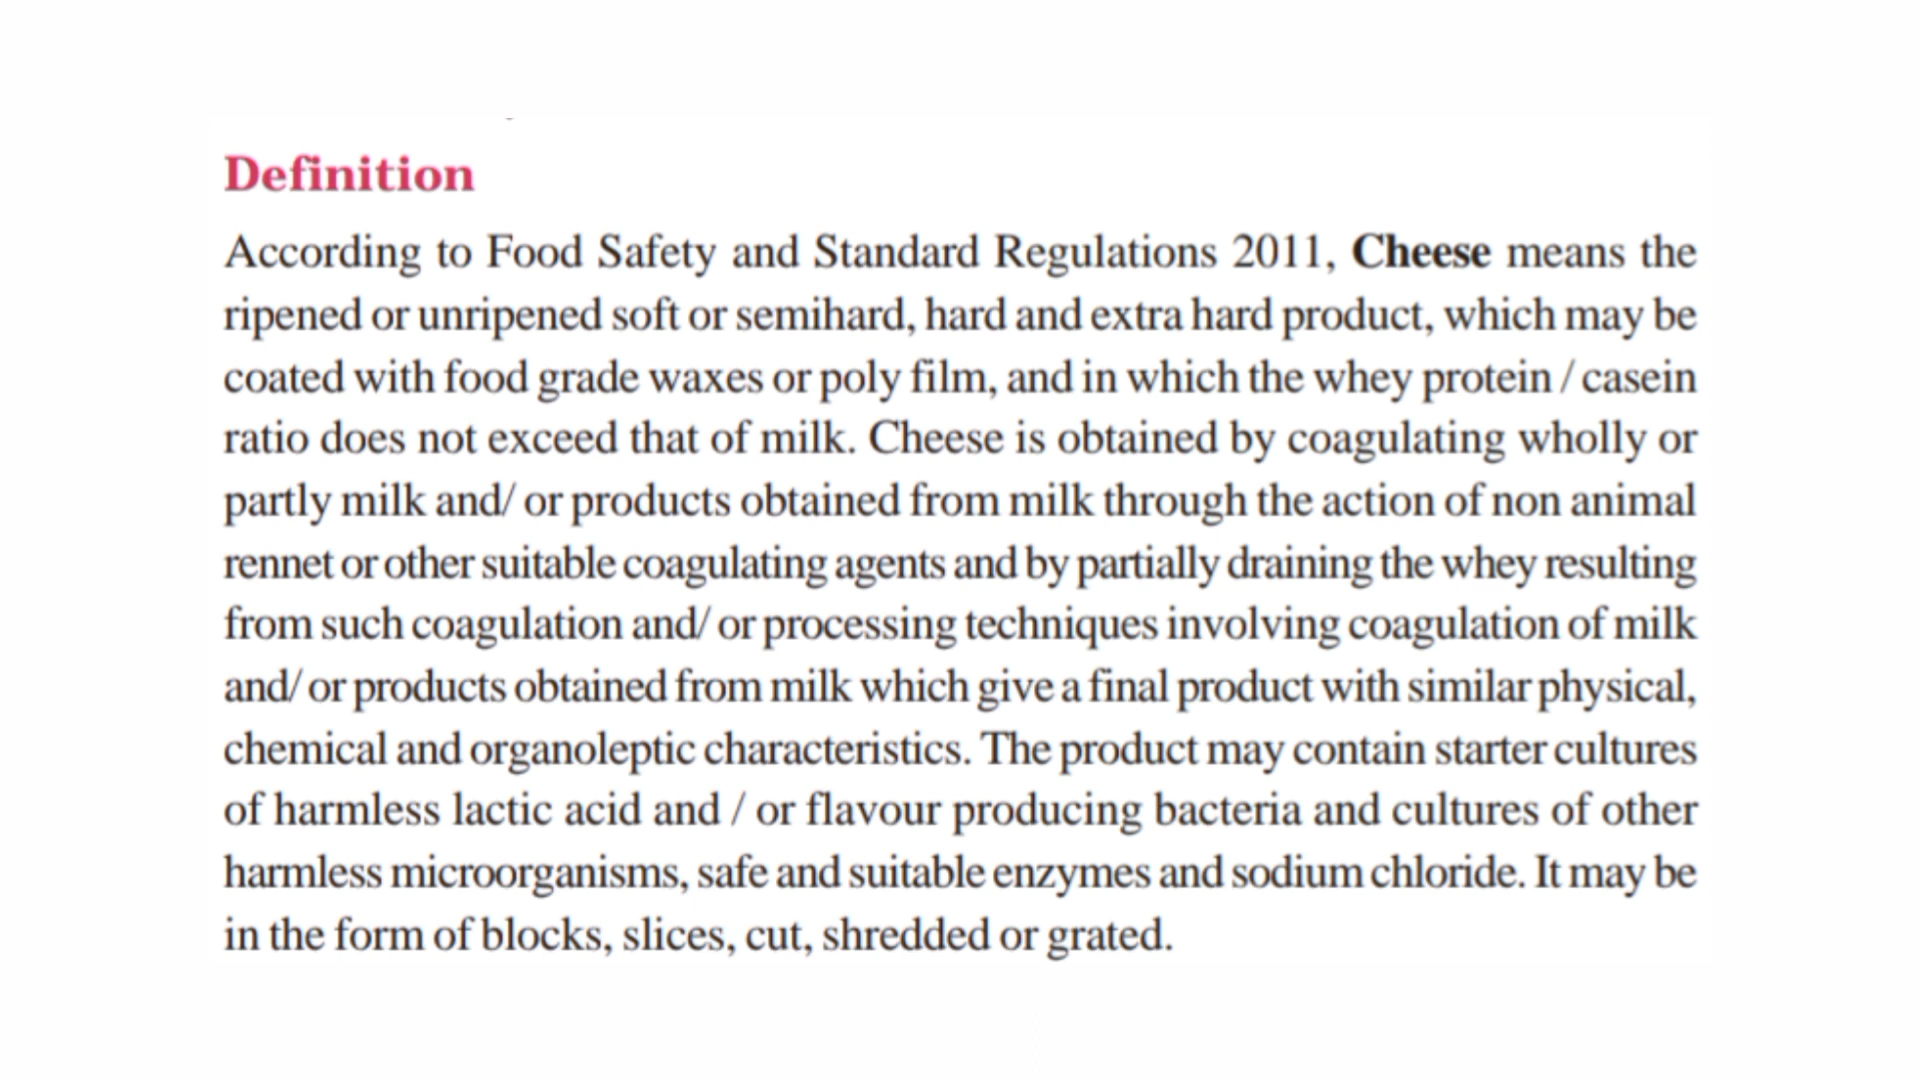 Definition
According to Food Safety and Standard Regulations 2011, Cheese means the
ripened or unripened soft or semihard, hard and extra hard product, which may be
coated with food grade waxes or poly film, and in which the whey protein / casein
ratio does not exceed that of milk. Cheese is obtained by coagulating wholly or
partly milk and/ or products obtained from milk through the action of non animal
rennet or other suitable coagulating agents and by partially draining the whey resulting
from such coagulation and/ or processing techniques involving coagulation of milk
and/ or products obtained from milk which give a final product with similar physical,
chemical and organoleptic characteristics. The product may contain starter cultures
of harmless lactic acid and / or flavour producing bacteria and cultures of other
harmless microorganisms, safe and suitable enzymes and sodium chloride. It may be
in the form of blocks, slices, cut, shredded or grated.